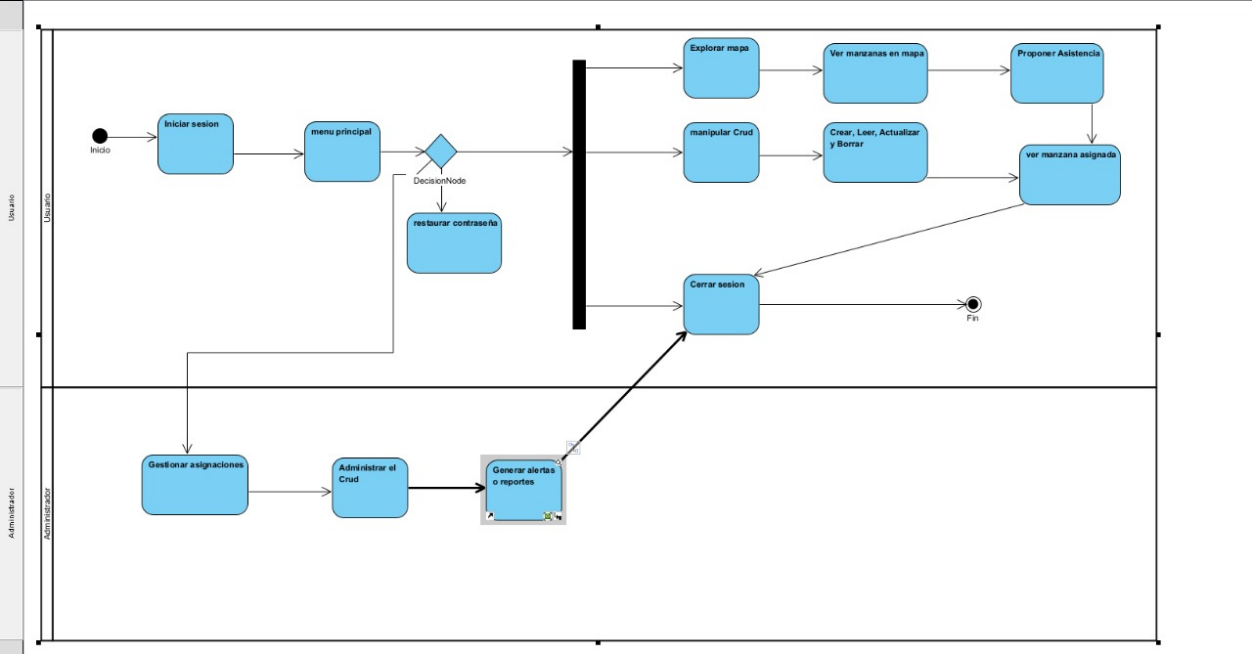 Usuario
Usuario
Inicio
Iniciar sesion
menu principal
DecisionNode
restaurar contraseña
Explorar mapa
Ver manzanas en mapa
Proponer Asistencia
manipular Crud
Crear, Leer, Actualizar
y Borrar
ver manzana asignada
Cerrar sesion
Fin
Administrador
Administrador
Gestionar asignaciones
Administrar el
Crud
Generar alertas
o reportes